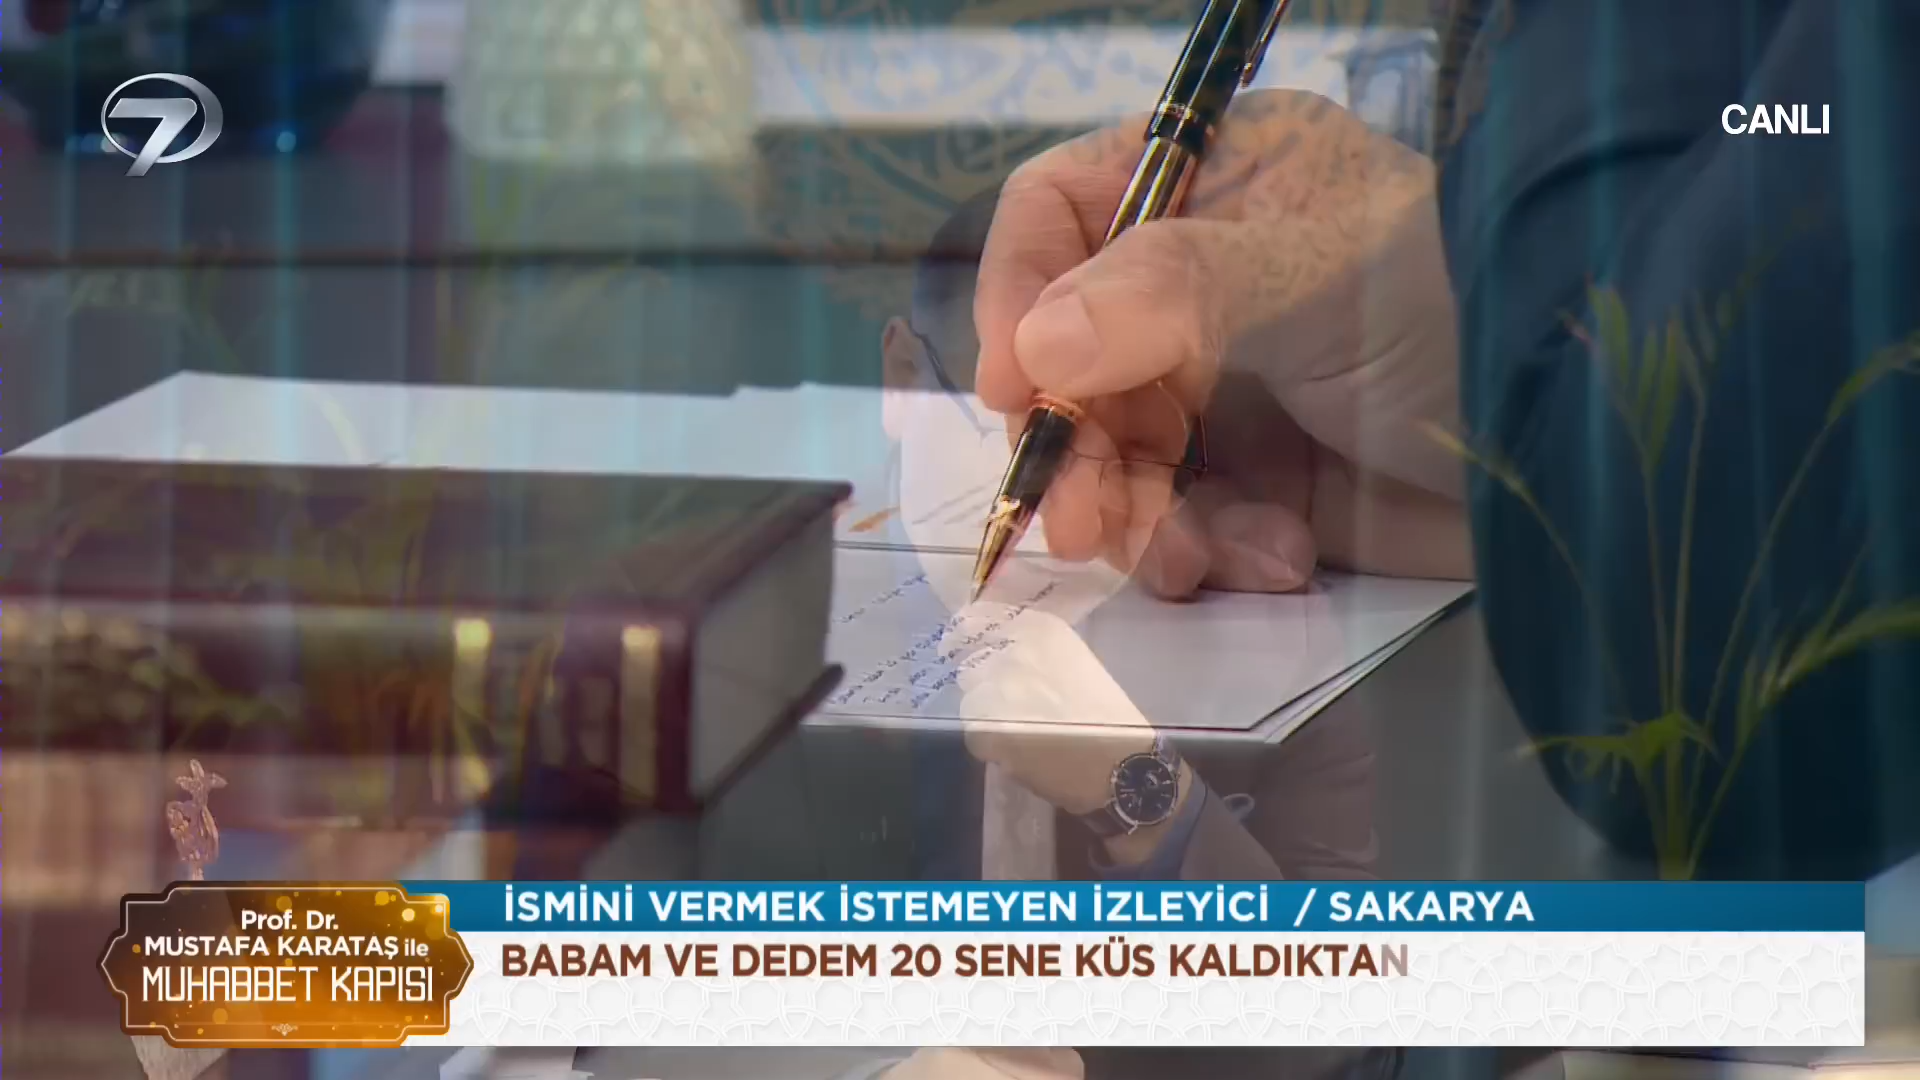 7
CANLI
İSMİNİ VERMEK İSTEMEYEN İZLEYİCİ / SAKARYA
Prof. Dr.
MUSTAFA KARATAŞ ile
MUHABBET KAPISI
BABAM VE DEDEM 20 SENE KÜS KALDIKTAN